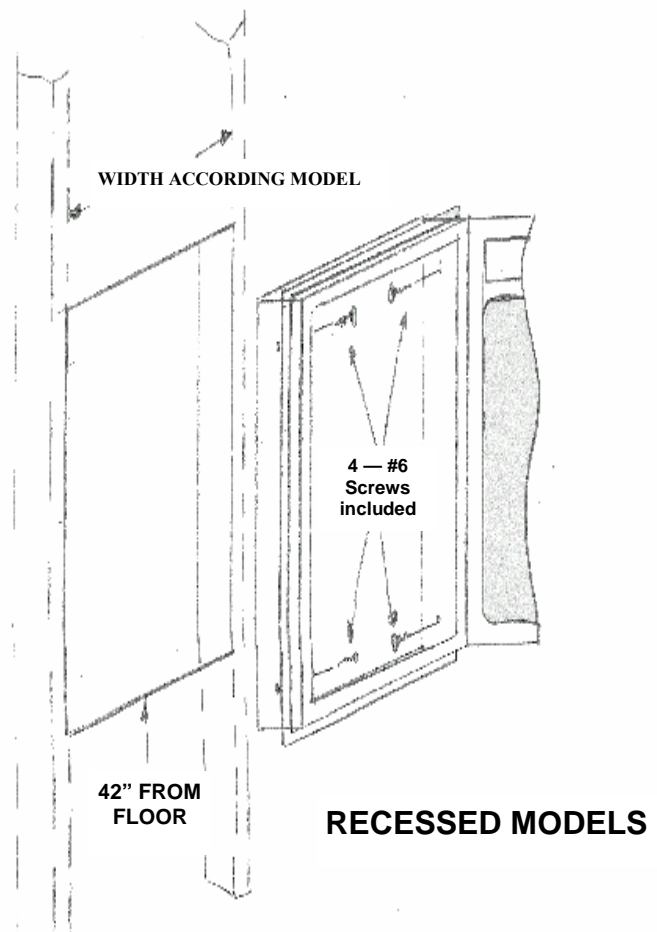 WIDTH ACCORDING MODEL
4 — #6
Screws
included
42” FROM
FLOOR
RECESSED MODELS